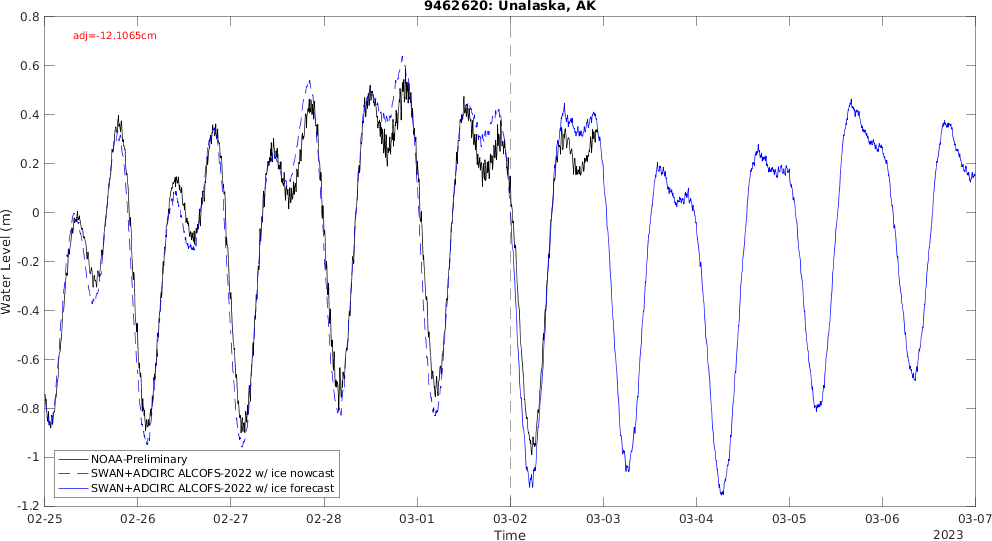 9462620: Unalaska, AK
adj=-12.1065cm
0.8
0.6
0.4
0.2
0
-0.2
-0.4
-0.6
-0.8
-1
-1.2
Water Level (m)
NOAA-Preliminary
SWAN+ADCIRC ALCOFS-2022 w/ ice nowcast
SWAN+ADCIRC ALCOFS-2022 w/ ice forecast
02-25 02-26 02-27 02-28 03-01 03-02 03-03 03-04 03-05 03-06 03-07
Time
2023